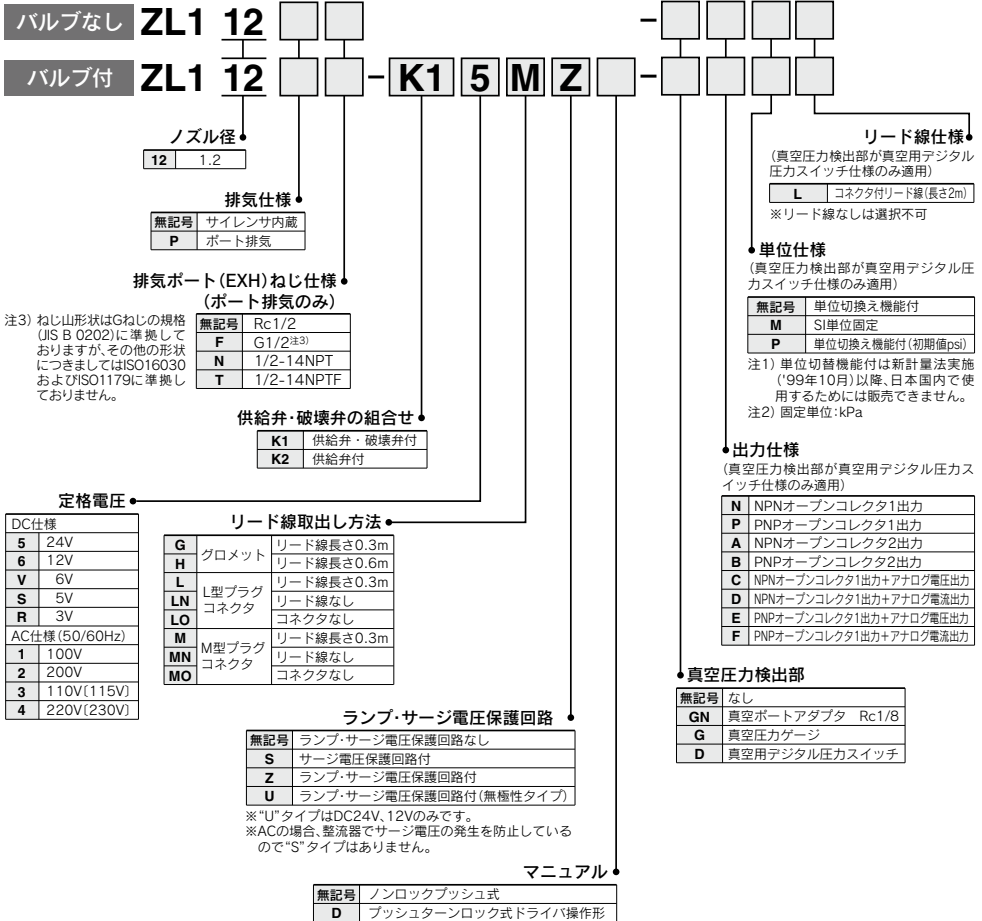 バルブなし ZL1 12 □ □ - □ □ □ □
バルブ付 ZL1 12 □ □ - K1 5 M Z □ - □ □ □ □
ノズル径
12 1.2
排気仕様
無記号 サイレンサ内蔵
P ポート排気
排気ポート(EXH)ねじ仕様
(ポート排気のみ)
無記号 Rc1/2
F G1/2注3)
N 1/2-14NPT
T 1/2-14NPTF
注3) ねじ山形状はGねじの規格
(JIS B 0202)に準拠して
おりますが、その他の形状
につきましてはISO16030
およびISO1179に準拠し
ておりません。
供給弁・破壊弁の組合せ
K1 供給弁・破壊弁付
K2 供給弁付
定格電圧
DC仕様
5 24V
6 12V
V 6V
S 5V
R 3V
AC仕様(50/60Hz)
1 100V
2 200V
3 110V〔115V〕
4 220V〔230V〕
リード線取出し方法
G グロメット リード線長さ0.3m
H リード線長さ0.6m
L L型プラグコネクタ リード線長さ0.3m
LN リード線なし
LO コネクタなし
M M型プラグコネクタ リード線長さ0.3m
MN リード線なし
MO コネクタなし
ランプ・サージ電圧保護回路
無記号 ランプ・サージ電圧保護回路なし
S サージ電圧保護回路付
Z ランプ・サージ電圧保護回路付
U ランプ・サージ電圧保護回路付(無極性タイプ)
※“U”タイプはDC24V、12Vのみです。
※ACの場合、整流器でサージ電圧の発生を防止している
ので“S”タイプはありません。
マニュアル
無記号 ノンロックプッシュ式
D プッシュターンロック式ドライバ操作形
リード線仕様
(真空圧力検出部が真空用デジタル
圧力スイッチ仕様のみ適用)
L コネクタ付リード線(長さ2m)
※リード線なしは選択不可
単位仕様
(真空圧力検出部が真空用デジタル圧
力スイッチ仕様のみ適用)
無記号 単位切換え機能付
M SI単位固定
P 単位切換え機能付(初期値psi)
注1) 単位切替機能付は新計量法実施
('99年10月)以降、日本国内で使
用するためには販売できません。
注2) 固定単位:kPa
出力仕様
(真空圧力検出部が真空用デジタル圧力ス
イッチ仕様のみ適用)
N NPNオープンコレクタ1出力
P PNPオープンコレクタ1出力
A NPNオープンコレクタ2出力
B PNPオープンコレクタ2出力
C NPNオープンコレクタ1出力+アナログ電圧出力
D NPNオープンコレクタ1出力+アナログ電流出力
E PNPオープンコレクタ1出力+アナログ電圧出力
F PNPオープンコレクタ1出力+アナログ電流出力
真空圧力検出部
無記号 なし
GN 真空ポートアダプタ Rc1/8
G 真空圧力ゲージ
D 真空用デジタル圧力スイッチ